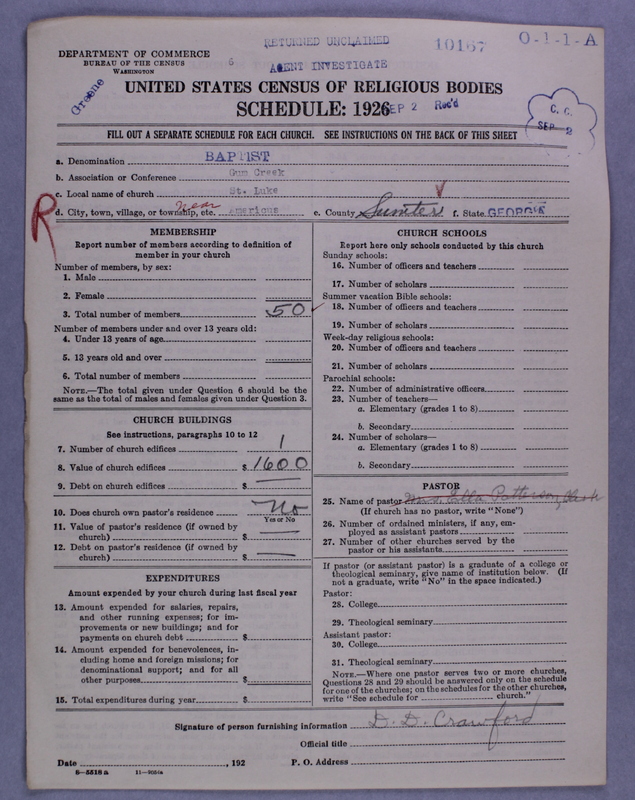 RETURNED UNCLAIMED
10167
O-1-1-A
DEPARTMENT OF COMMERCE
BUREAU OF THE CENSUS
WASHINGTON
6
AGENT INVESTIGATE
Greene
UNITED STATES CENSUS OF RELIGIOUS BODIES
SCHEDULE: 1926
SEP 2 Rec'd
C. C.
SEP 2
FILL OUT A SEPARATE SCHEDULE FOR EACH CHURCH. SEE INSTRUCTIONS ON THE BACK OF THIS SHEET
a. Denomination BAPTIST
b. Association or Conference Gum Creek
c. Local name of church St. Luke
R
d. City, town, village, or township, etc. near Americus e. County Sumter f. State GEORGIA
MEMBERSHIP
Report number of members according to definition of
member in your church
Number of members, by sex:
1. Male
2. Female
3. Total number of members 50
Number of members under and over 13 years old:
4. Under 13 years of age
5. 13 years old and over
6. Total number of members
NOTE.—The total given under Question 6 should be the
same as the total of males and females given under Question 3.
CHURCH BUILDINGS
See instructions, paragraphs 10 to 12
7. Number of church edifices 1
8. Value of church edifices $ 1600
9. Debt on church edifices $
10. Does church own pastor's residence No
Yes or No
11. Value of pastor's residence (if owned by
church) $
12. Debt on pastor's residence (if owned by
church) $
EXPENDITURES
Amount expended by your church during last fiscal year
13. Amount expended for salaries, repairs,
and other running expenses; for im-
provements or new buildings; and for
payments on church debt $
14. Amount expended for benevolences, in-
cluding home and foreign missions; for
denominational support; and for all
other purposes $
15. Total expenditures during year $
CHURCH SCHOOLS
Report here only schools conducted by this church
Sunday schools:
16. Number of officers and teachers
17. Number of scholars
Summer vacation Bible schools:
18. Number of officers and teachers
19. Number of scholars
Week-day religious schools:
20. Number of officers and teachers
21. Number of scholars
Parochial schools:
22. Number of administrative officers
23. Number of teachers—
a. Elementary (grades 1 to 8)
b. Secondary
24. Number of scholars—
a. Elementary (grades 1 to 8)
b. Secondary
PASTOR
25. Name of pastor Mrs. Ella Patterson, Clerk
(If church has no pastor, write "None")
26. Number of ordained ministers, if any, em-
ployed as assistant pastors
27. Number of other churches served by the
pastor or his assistants
If pastor (or assistant pastor) is a graduate of a college or
theological seminary, give name of institution below. (If
not a graduate, write "No" in the space indicated.)
Pastor:
28. College
29. Theological seminary
Assistant pastor:
30. College
31. Theological seminary
NOTE.—Where one pastor serves two or more churches,
Questions 28 and 29 should be answered only on the schedule
for one of the churches; on the schedules for the other churches,
write "See schedule for church."
Signature of person furnishing information D. D. Crawford
Official title
Date , 192
P. O. Address
8—5518a 11—9554a